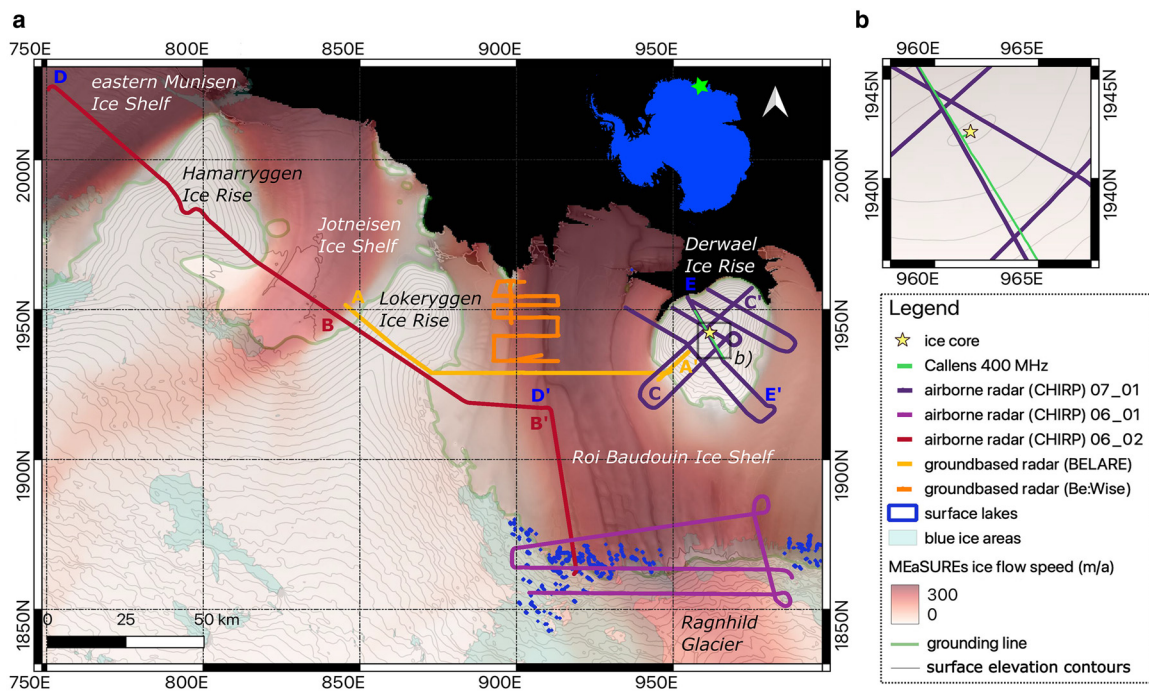 a
750E 800E 850E 900E 950E
D
eastern Munisen
Ice Shelf
Hamarryggen
Ice Rise
Jotneisen
Ice Shelf
Lokeryggen
Ice Rise
Derwael
Ice Rise
A
B
E
C'
b)
A'
C
E'
D'
B'
Roi Baudouin Ice Shelf
Ragnhild
Glacier
0 25 50 km
2000N
1950N
1900N
1850N
2000N
1950N
1900N
1850N
750E 800E 850E 900E 950E
b
960E 965E
1945N
1940N
1945N
1940N
960E 965E
Legend
ice core
Callens 400 MHz
airborne radar (CHIRP) 07_01
airborne radar (CHIRP) 06_01
airborne radar (CHIRP) 06_02
groundbased radar (BELARE)
groundbased radar (Be:Wise)
surface lakes
blue ice areas
MEaSUREs ice flow speed (m/a)
300
0
grounding line
surface elevation contours